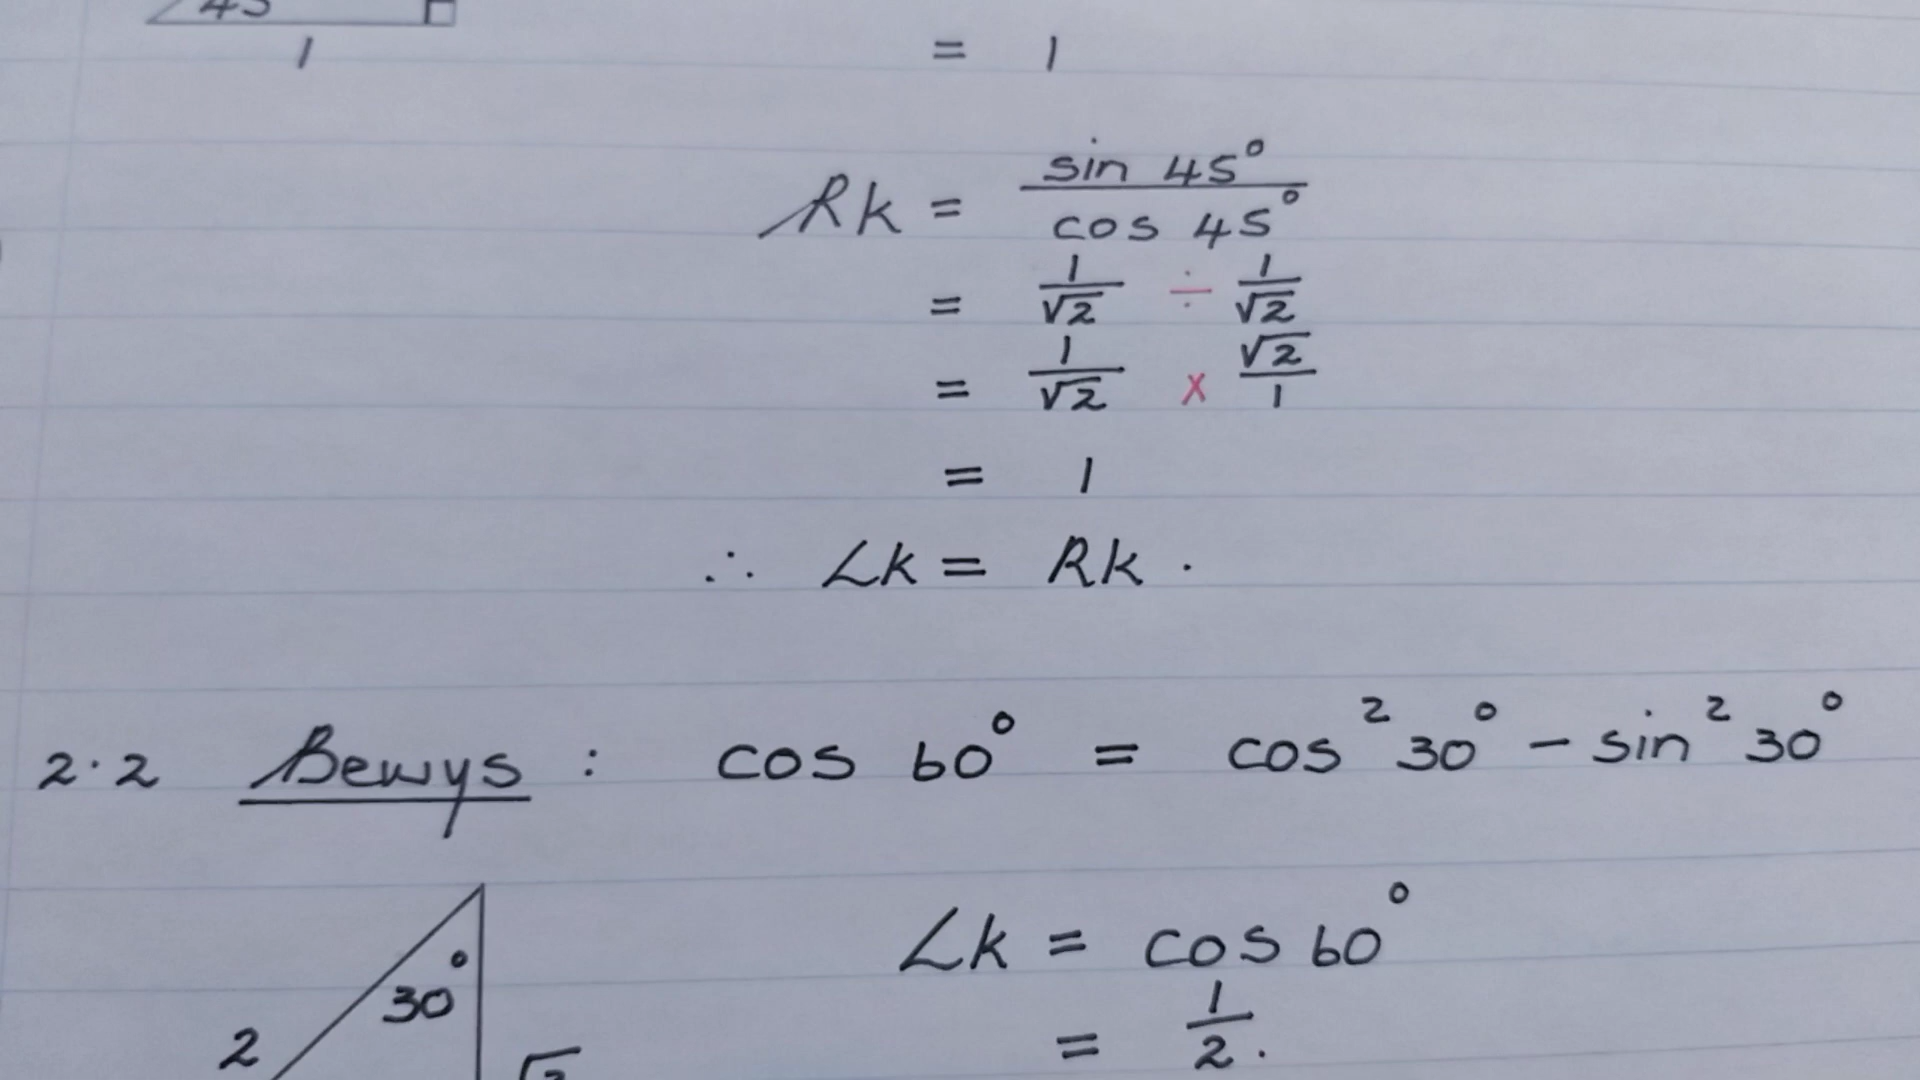 45
1
= 1
Rk = sin 45° / cos 45°
= 1/√2 ÷ 1/√2
= 1/√2 × √2/1
= 1
∴ Lk = Rk.
2.2 Bewys : cos 60° = cos² 30° - sin² 30°
30°
Lk = cos 60°
2
= 1/2.